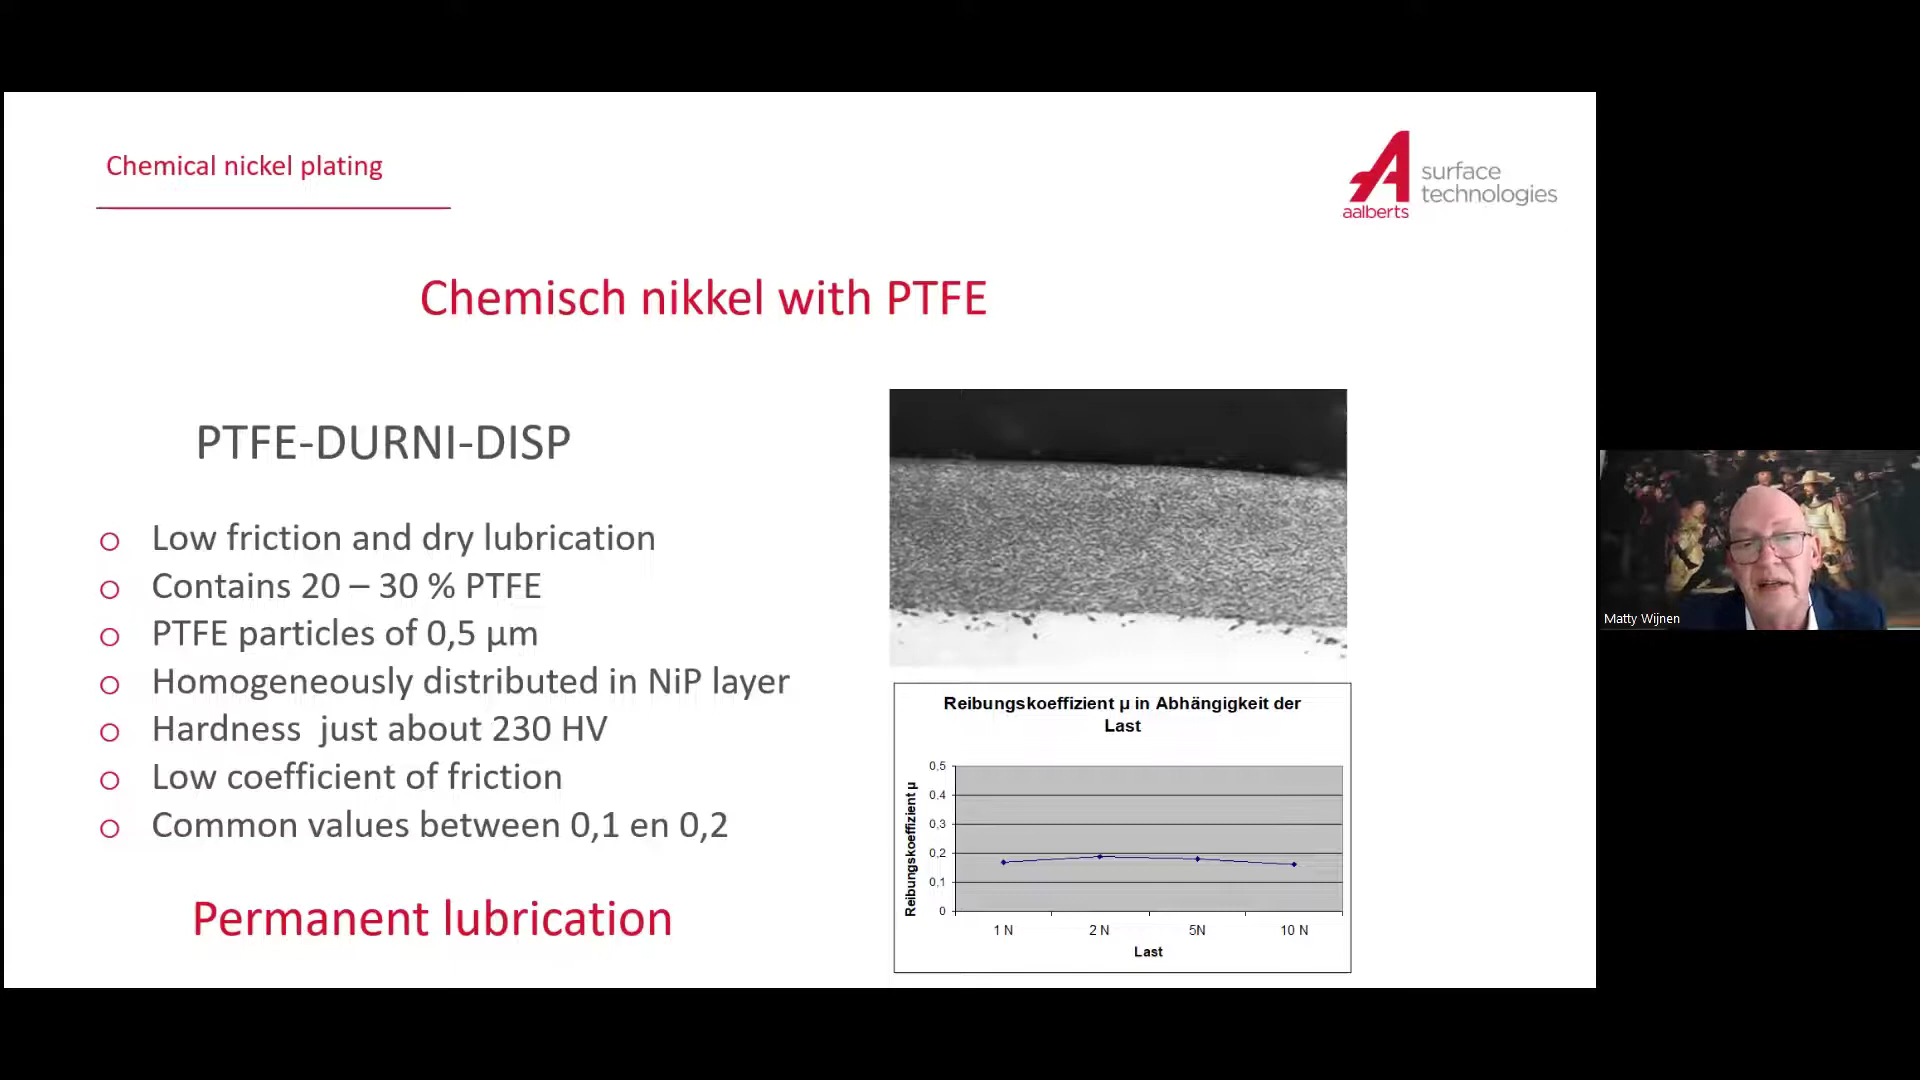 Chemical nickel plating
surface
technologies
aalberts
Chemisch nikkel with PTFE
PTFE-DURNI-DISP
o Low friction and dry lubrication
o Contains 20 – 30 % PTFE
o PTFE particles of 0,5 µm
o Homogeneously distributed in NiP layer
o Hardness just about 230 HV
o Low coefficient of friction
o Common values between 0,1 en 0,2
Permanent lubrication
Reibungskoeffizient µ in Abhängigkeit der
Last
Reibungskoeffizient µ
0,5
0,4
0,3
0,2
0,1
0
1 N 2 N 5N 10 N
Last
Matty Wijnen